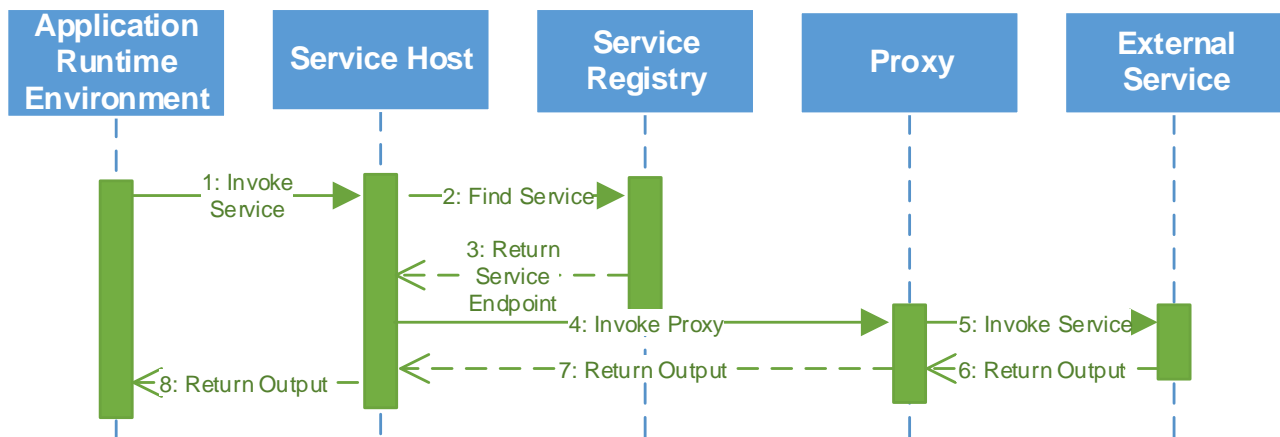 Application
Runtime
Environment
Service Host
Service
Registry
Proxy
External
Service
1: Invoke
Service
2: Find Service
3: Return
Service
Endpoint
4: Invoke Proxy
5: Invoke Service
8: Return Output
7: Return Output
6: Return Output